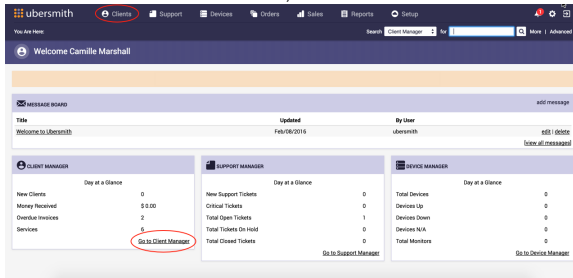 ubersmith Clients Support Devices Orders Sales Reports Setup
You Are Here: Search Client Manager for More | Advanced
Welcome Camille Marshall
MESSAGE BOARD add message
Title Updated By User
Welcome to Ubersmith Feb/08/2016 ubersmith edit | delete
[view all messages]
CLIENT MANAGER SUPPORT MANAGER DEVICE MANAGER
Day at a Glance Day at a Glance Day at a Glance
New Clients 0 New Support Tickets 0 Total Devices 0
Money Received $ 0.00 Critical Tickets 0 Devices Up 0
Overdue Invoices 2 Total Open Tickets 1 Devices Down 0
Services 6 Total Tickets On Hold 0 Devices N/A 0
Go to Client Manager Total Closed Tickets 0 Total Monitors 0
Go to Support Manager Go to Device Manager